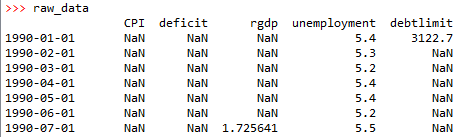 >>> raw_data
CPI deficit rgdp unemployment debtlimit
1990-01-01 NaN NaN NaN 5.4 3122.7
1990-02-01 NaN NaN NaN 5.3 NaN
1990-03-01 NaN NaN NaN 5.2 NaN
1990-04-01 NaN NaN NaN 5.4 NaN
1990-05-01 NaN NaN NaN 5.4 NaN
1990-06-01 NaN NaN NaN 5.2 NaN
1990-07-01 NaN NaN 1.725641 5.5 NaN